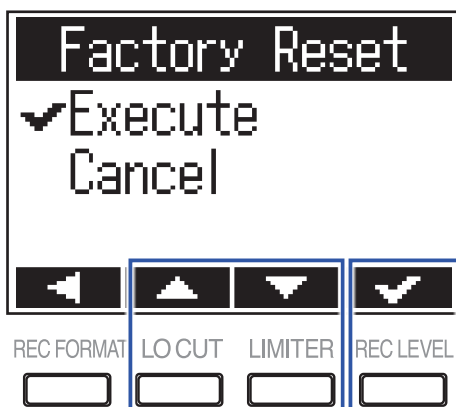 Factory Reset
Execute
Cancel
REC FORMAT LO CUT LIMITER REC LEVEL